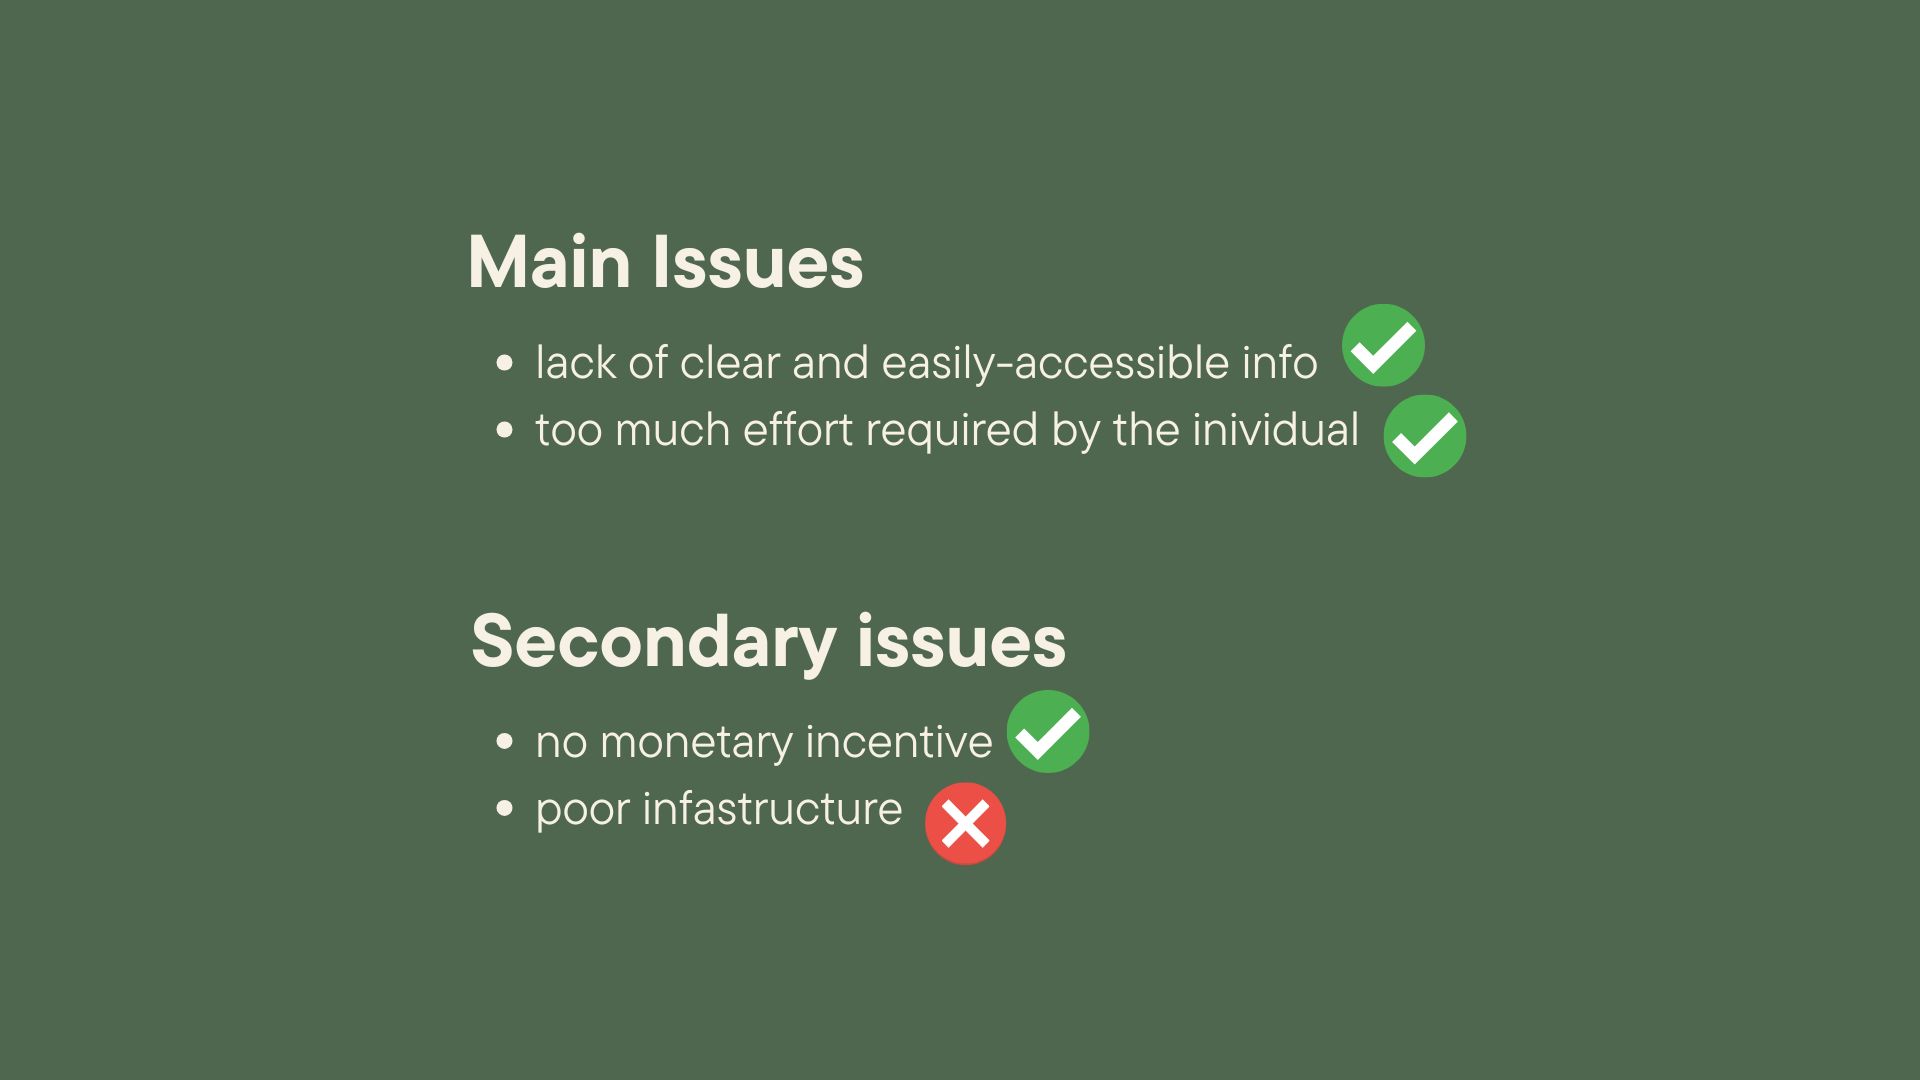 Main Issues
• lack of clear and easily-accessible info
• too much effort required by the inividual
Secondary issues
• no monetary incentive
• poor infastructure